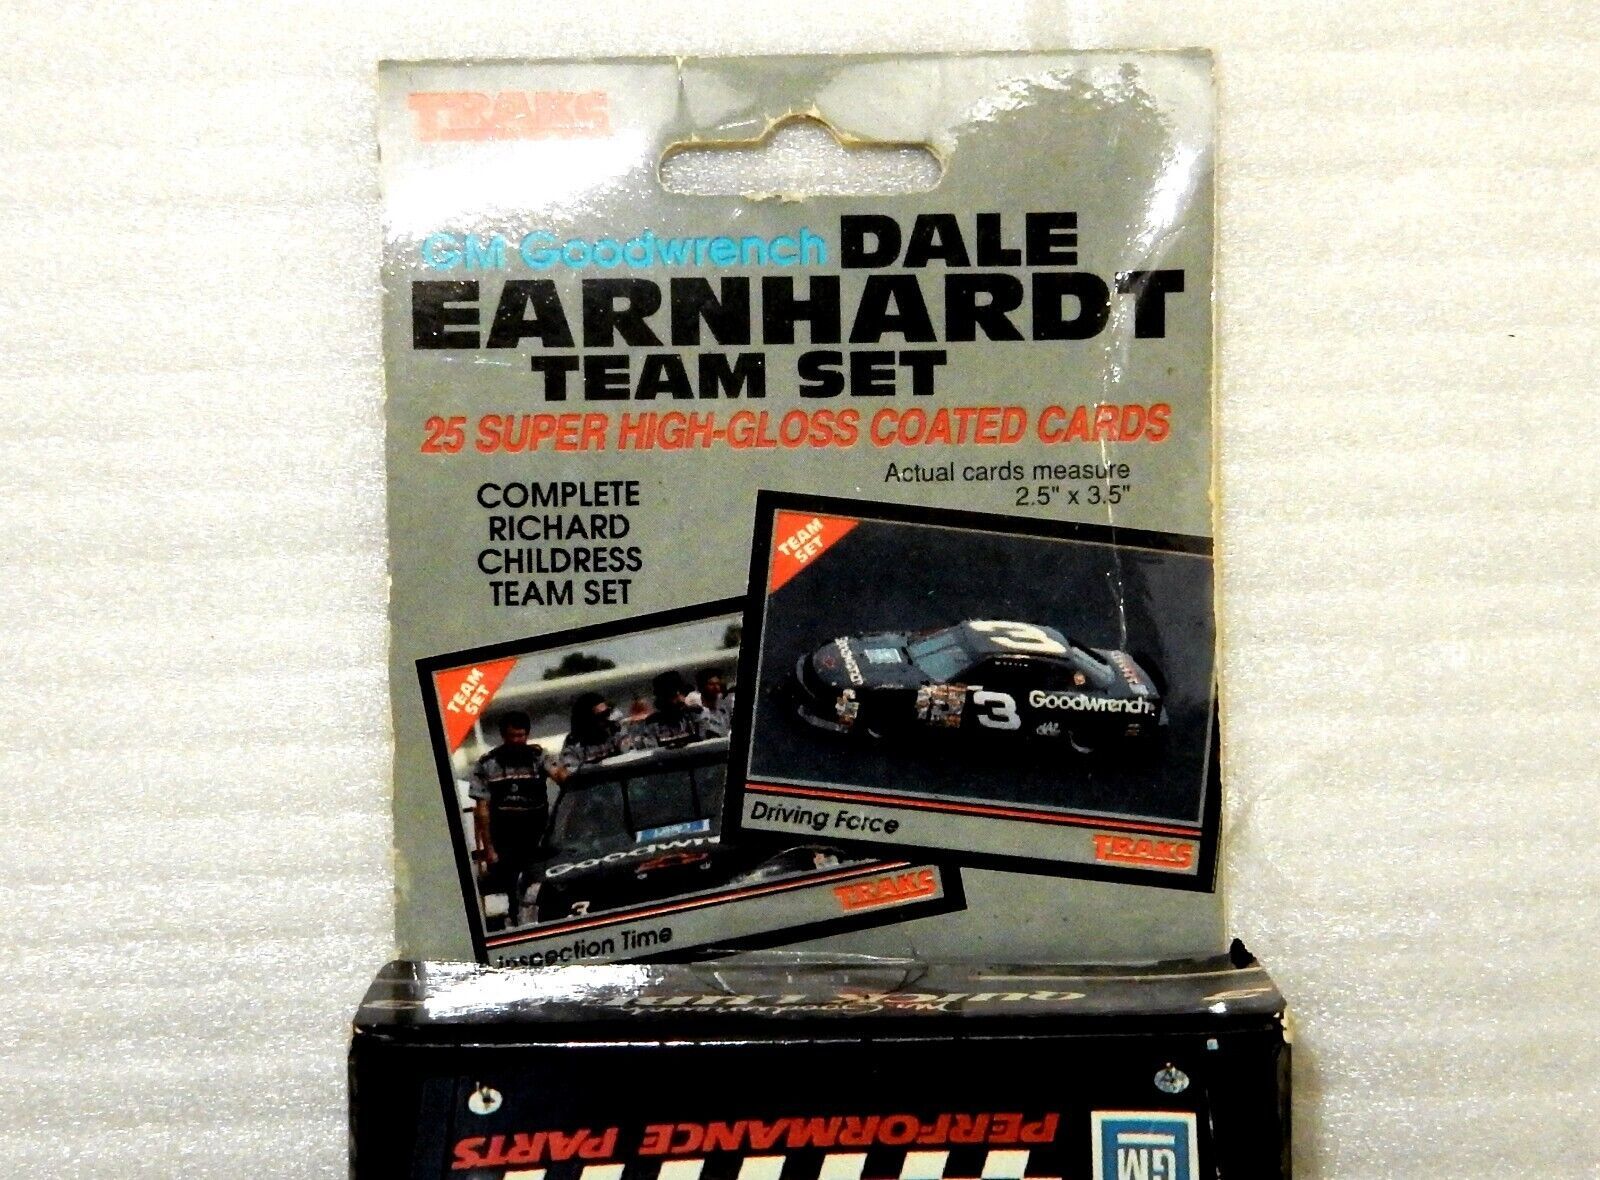 TRAKS
GM Goodwrench DALE
EARNHARDT
TEAM SET
25 SUPER HIGH-GLOSS COATED CARDS
COMPLETE
RICHARD
CHILDRESS
TEAM SET
Actual cards measure
2.5" x 3.5"
TEAM
SET
3
3
Goodwrench
Driving Force
TRAKS
TEAM
SET
3
TRAKS
Inspection Time
PERFORMANCE PARTS
GM